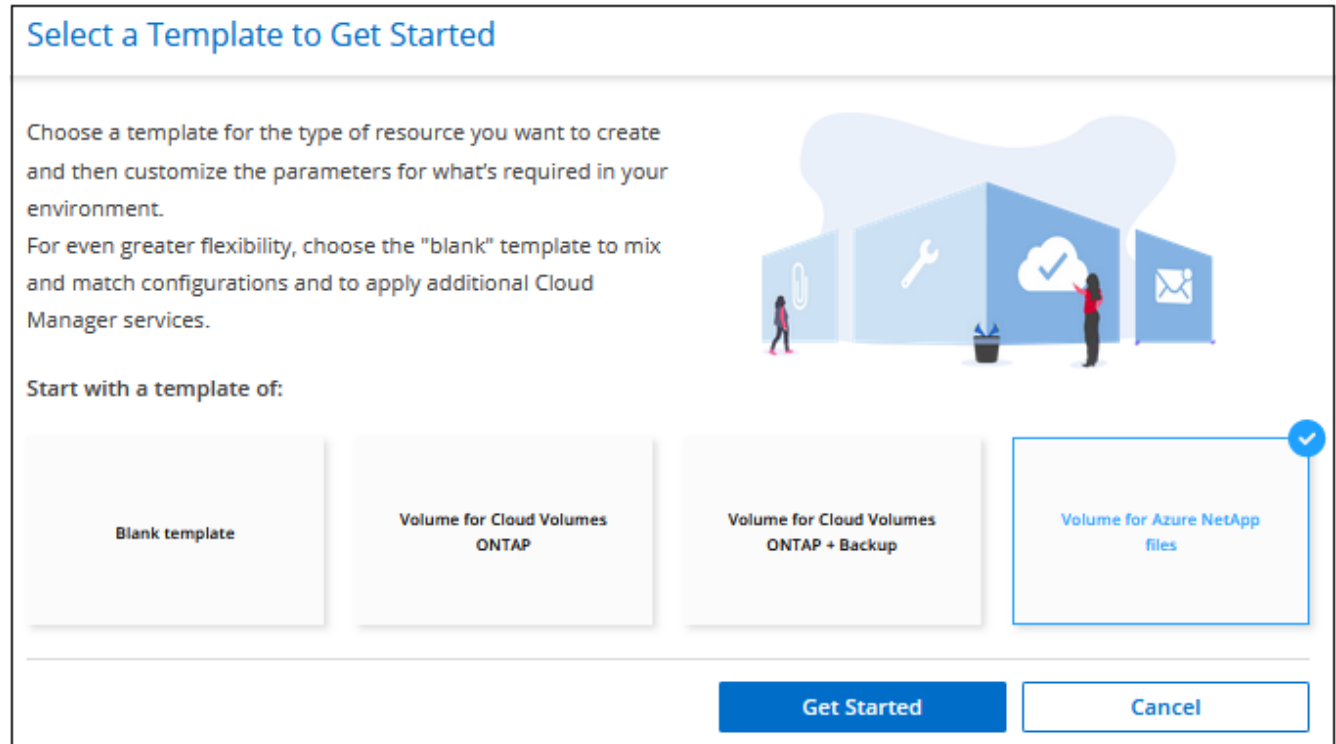 Select a Template to Get Started
Choose a template for the type of resource you want to create
and then customize the parameters for what's required in your
environment.
For even greater flexibility, choose the "blank" template to mix
and match configurations and to apply additional Cloud
Manager services.
Start with a template of:
Blank template
Volume for Cloud Volumes
ONTAP
Volume for Cloud Volumes
ONTAP + Backup
Volume for Azure NetApp
files
Get Started
Cancel